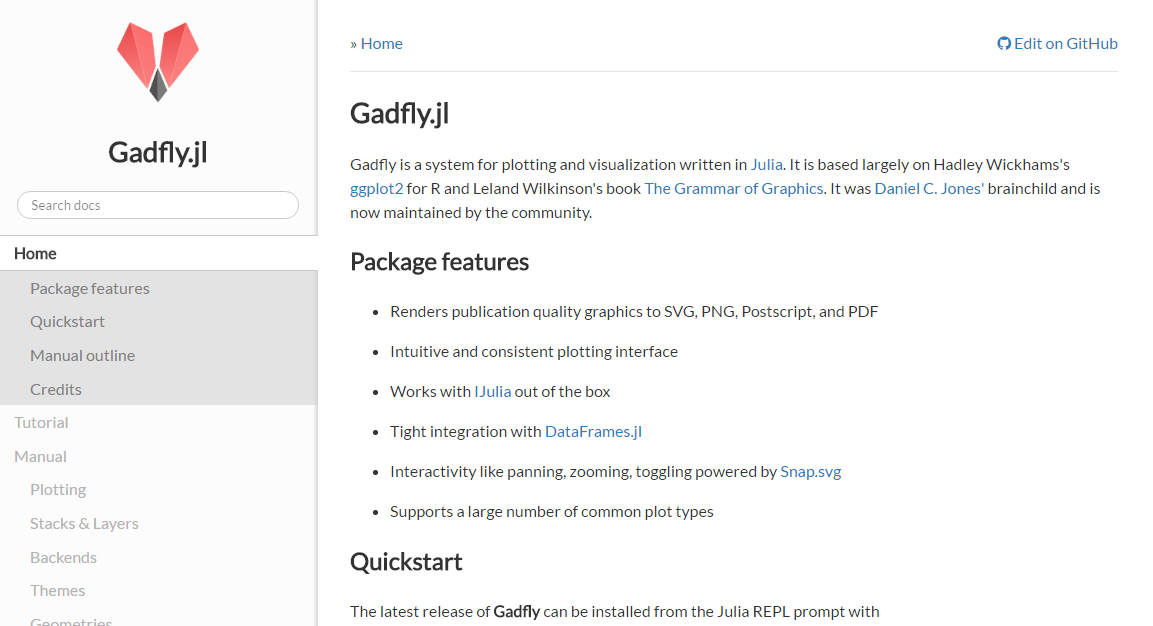 Gadfly.jl
Search docs
Home
Package features
Quickstart
Manual outline
Credits
Tutorial
Manual
Plotting
Stacks & Layers
Backends
Themes
Geometries
» Home
Edit on GitHub
Gadfly.jl
Gadfly is a system for plotting and visualization written in Julia. It is based largely on Hadley Wickhams's
ggplot2 for R and Leland Wilkinson's book The Grammar of Graphics. It was Daniel C. Jones' brainchild and is
now maintained by the community.
Package features
• Renders publication quality graphics to SVG, PNG, Postscript, and PDF
• Intuitive and consistent plotting interface
• Works with IJulia out of the box
• Tight integration with DataFrames.jl
• Interactivity like panning, zooming, toggling powered by Snap.svg
• Supports a large number of common plot types
Quickstart
The latest release of Gadfly can be installed from the Julia REPL prompt with